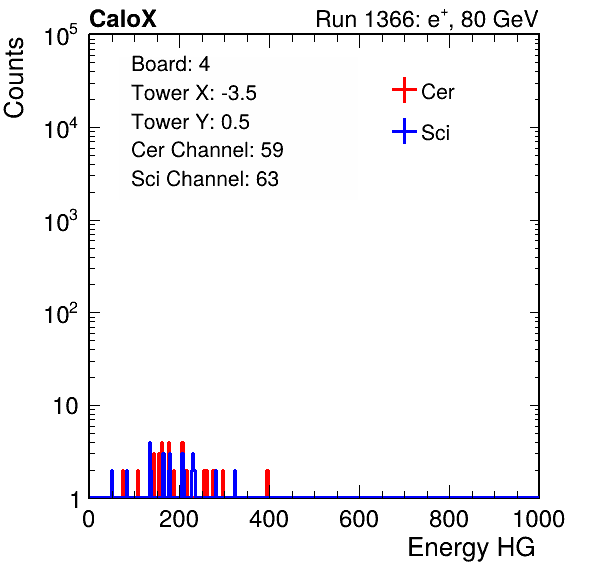 CaloX Run 1366: e⁺, 80 GeV
Counts
Board: 4
Tower X: -3.5
Tower Y: 0.5
Cer Channel: 59
Sci Channel: 63
Cer
Sci
10⁵
10⁴
10³
10²
10
1
0 200 400 600 800 1000
Energy HG